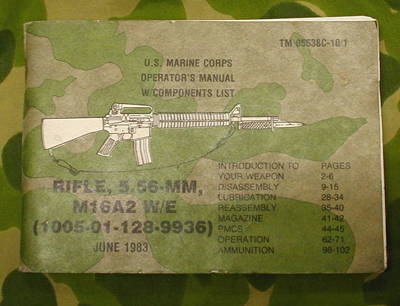 TM 05538C-10/1
U.S. MARINE CORPS
OPERATOR'S MANUAL
W/COMPONENTS LIST
RIFLE, 5.56-MM,
M16A2 W/E
(1005-01-128-9936)
JUNE 1983
INTRODUCTION TO PAGES
YOUR WEAPON 2-6
DISASSEMBLY 9-15
LUBRICATION 28-34
REASSEMBLY 35-40
MAGAZINE 41-42
PMCS 44-45
OPERATION 62-71
AMMUNITION 98-102